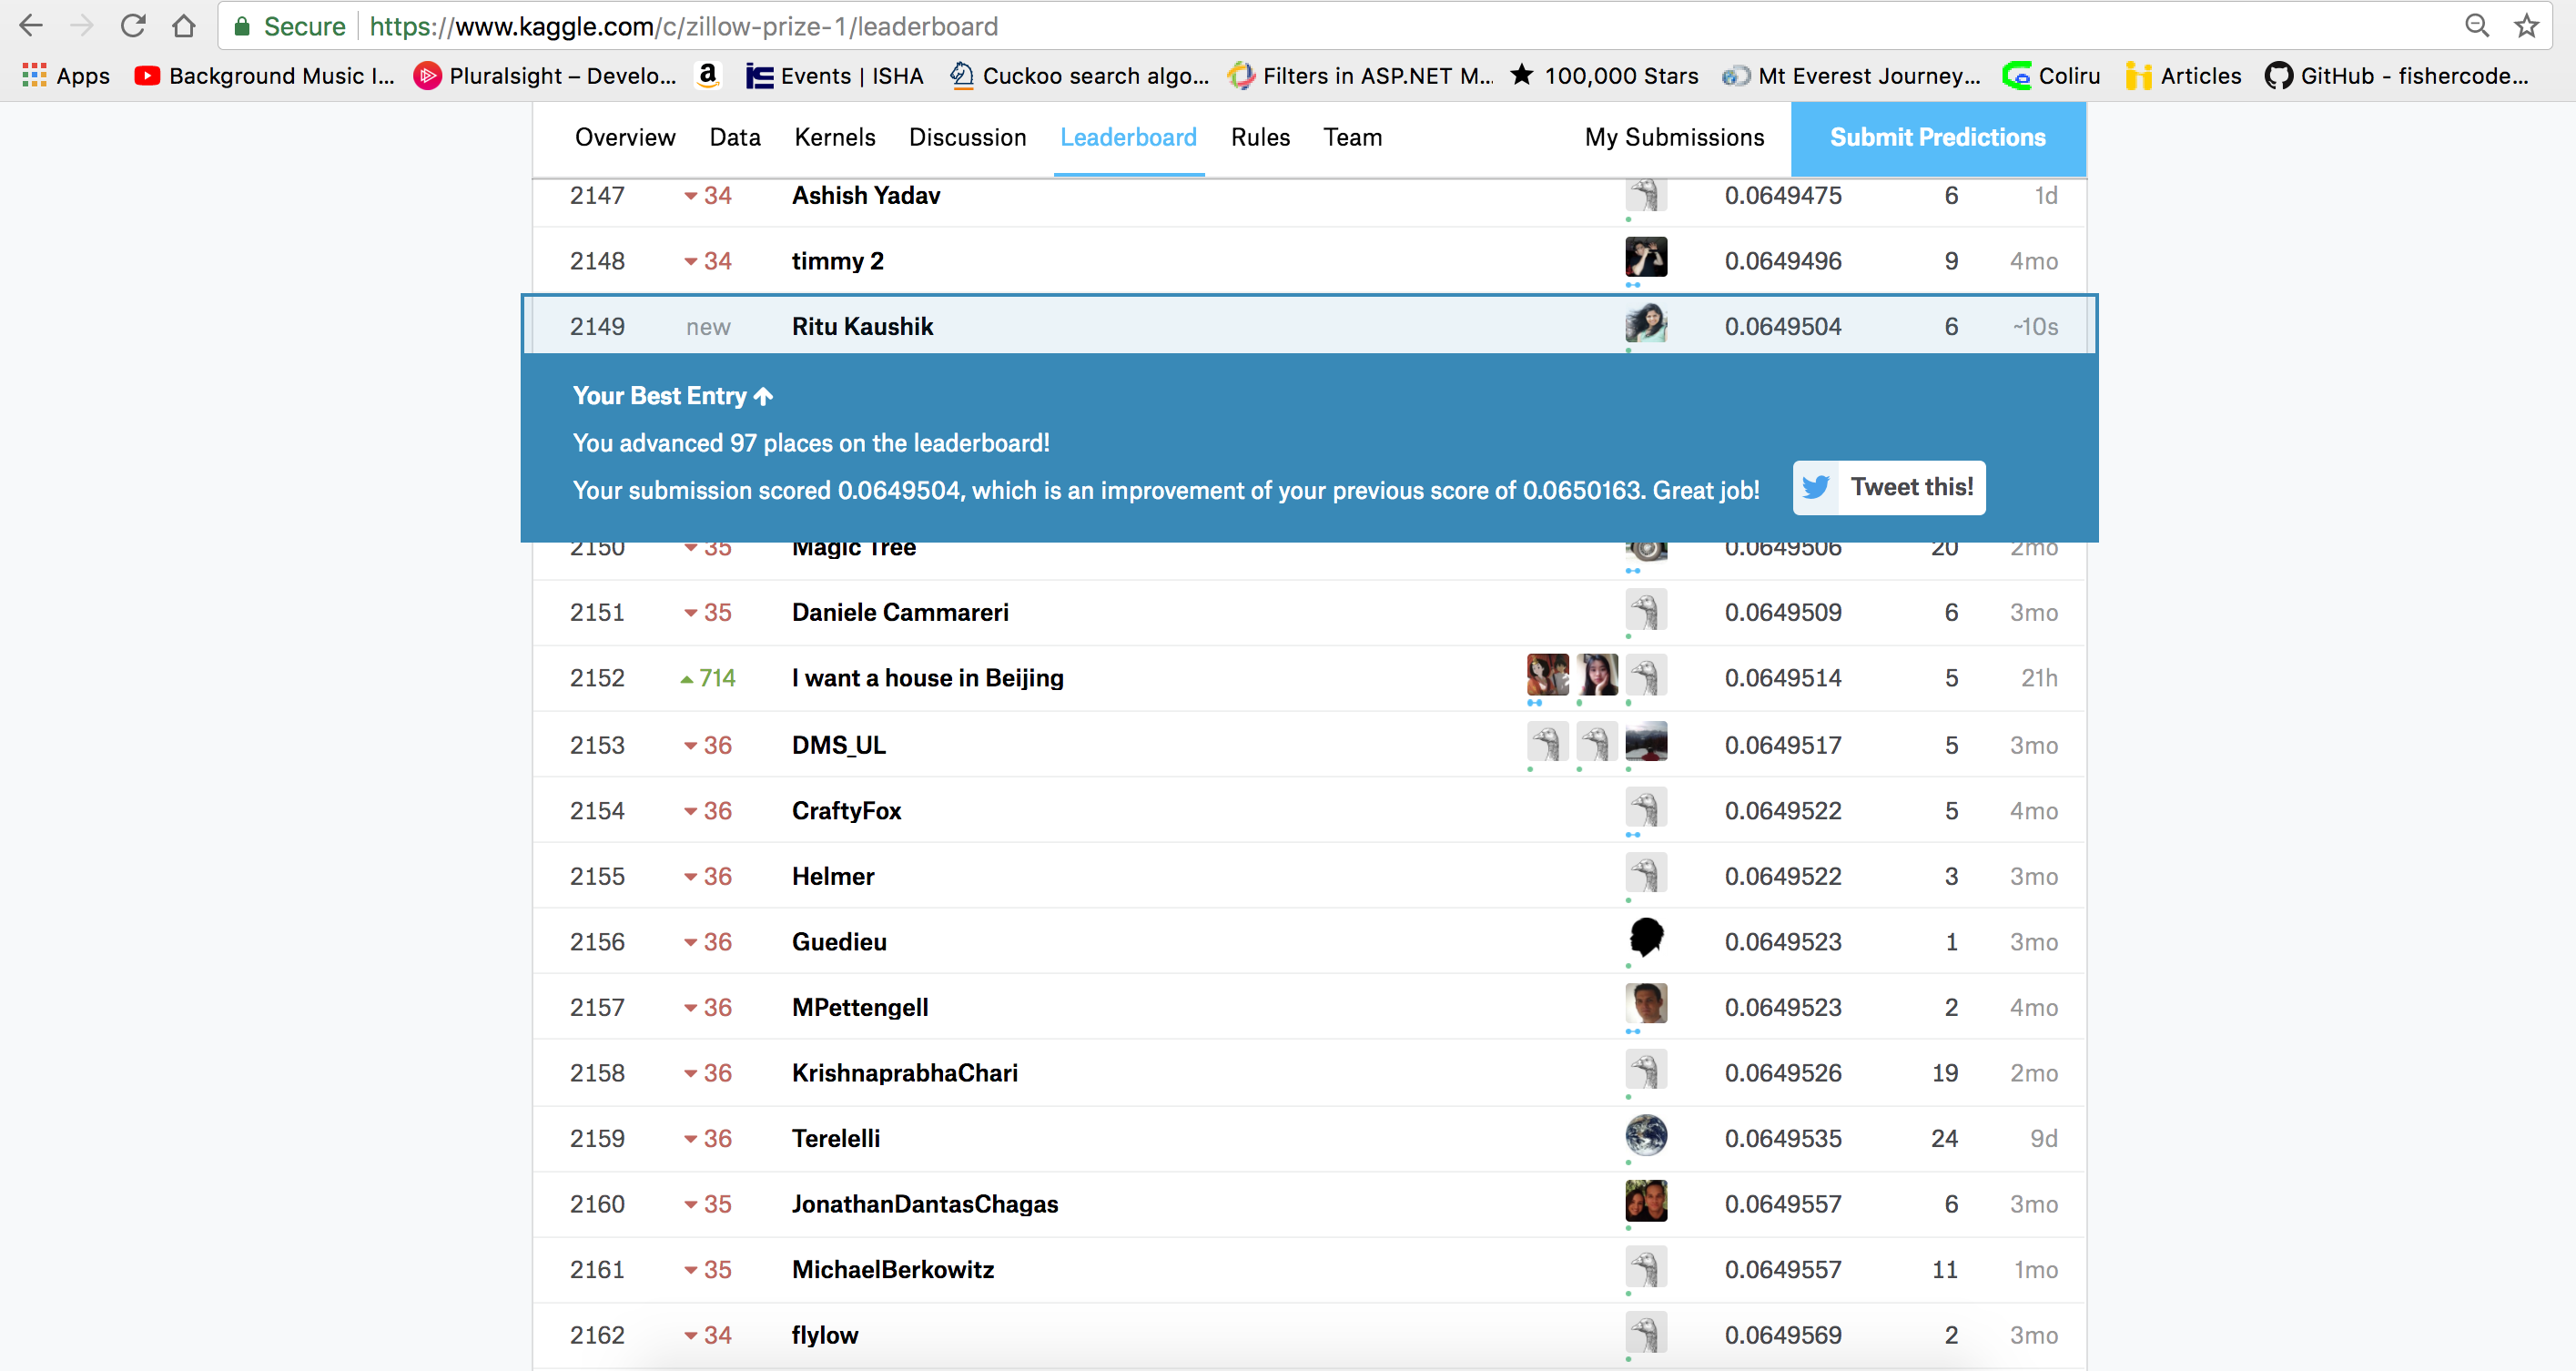 Secure https://www.kaggle.com/c/zillow-prize-1/leaderboard
Apps Background Music I... Pluralsight – Develo... a Events | ISHA Cuckoo search algo... Filters in ASP.NET M... 100,000 Stars Mt Everest Journey... Coliru Articles GitHub - fishercode...
Overview Data Kernels Discussion Leaderboard Rules Team My Submissions Submit Predictions
2147 34 Ashish Yadav 0.0649475 6 1d
2148 34 timmy 2 0.0649496 9 4mo
2149 new Ritu Kaushik 0.0649504 6 ~10s
Your Best Entry
You advanced 97 places on the leaderboard!
Your submission scored 0.0649504, which is an improvement of your previous score of 0.0650163. Great job! Tweet this!
2150 35 Magic Tree 0.0649506 20 2mo
2151 35 Daniele Cammareri 0.0649509 6 3mo
2152 714 I want a house in Beijing 0.0649514 5 21h
2153 36 DMS_UL 0.0649517 5 3mo
2154 36 CraftyFox 0.0649522 5 4mo
2155 36 Helmer 0.0649522 3 3mo
2156 36 Guedieu 0.0649523 1 3mo
2157 36 MPettengell 0.0649523 2 4mo
2158 36 KrishnaprabhaChari 0.0649526 19 2mo
2159 36 Terelelli 0.0649535 24 9d
2160 35 JonathanDantasChagas 0.0649557 6 3mo
2161 35 MichaelBerkowitz 0.0649557 11 1mo
2162 34 flylow 0.0649569 2 3mo